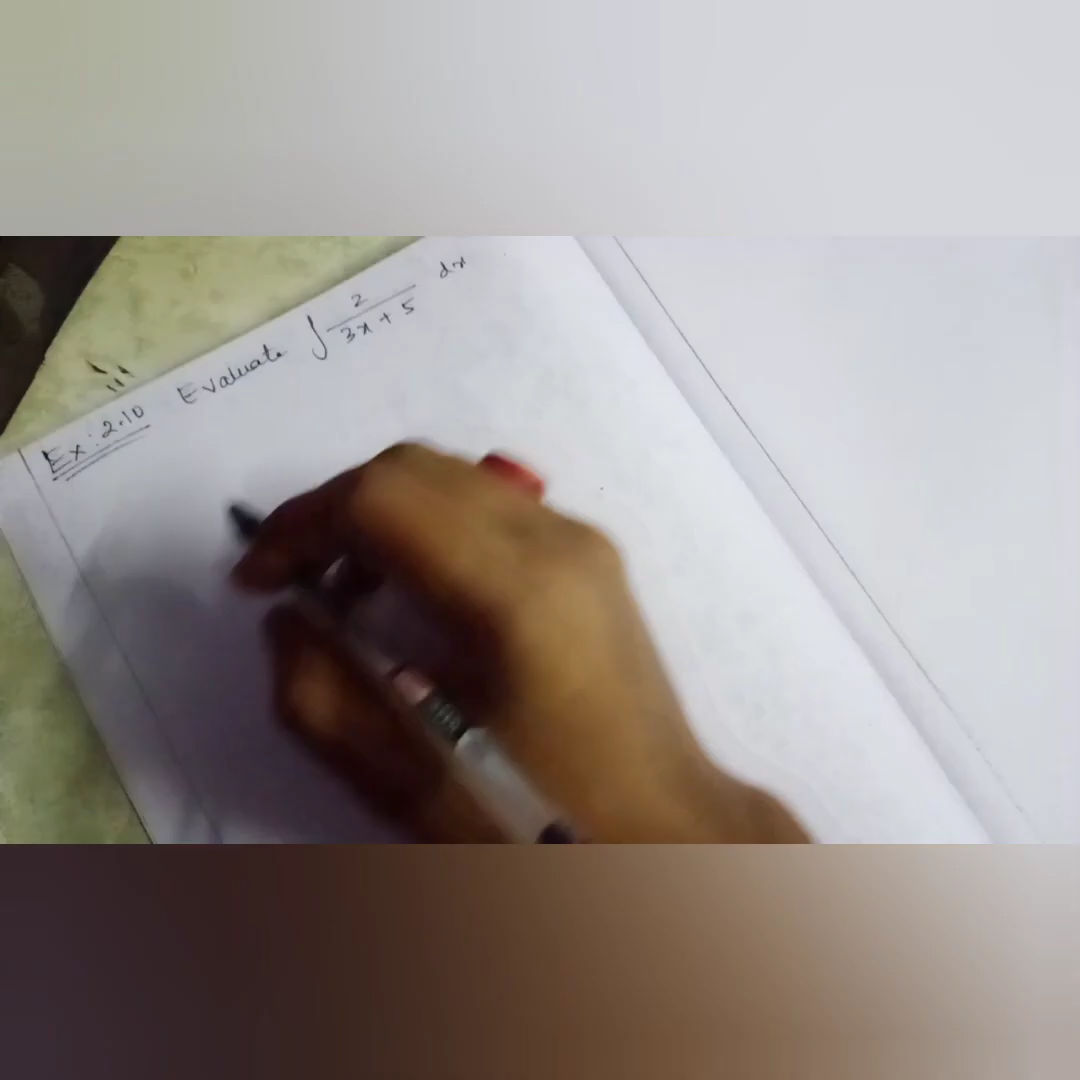 Ex: 2.10 Evaluate ∫ 2/(3x + 5) dx